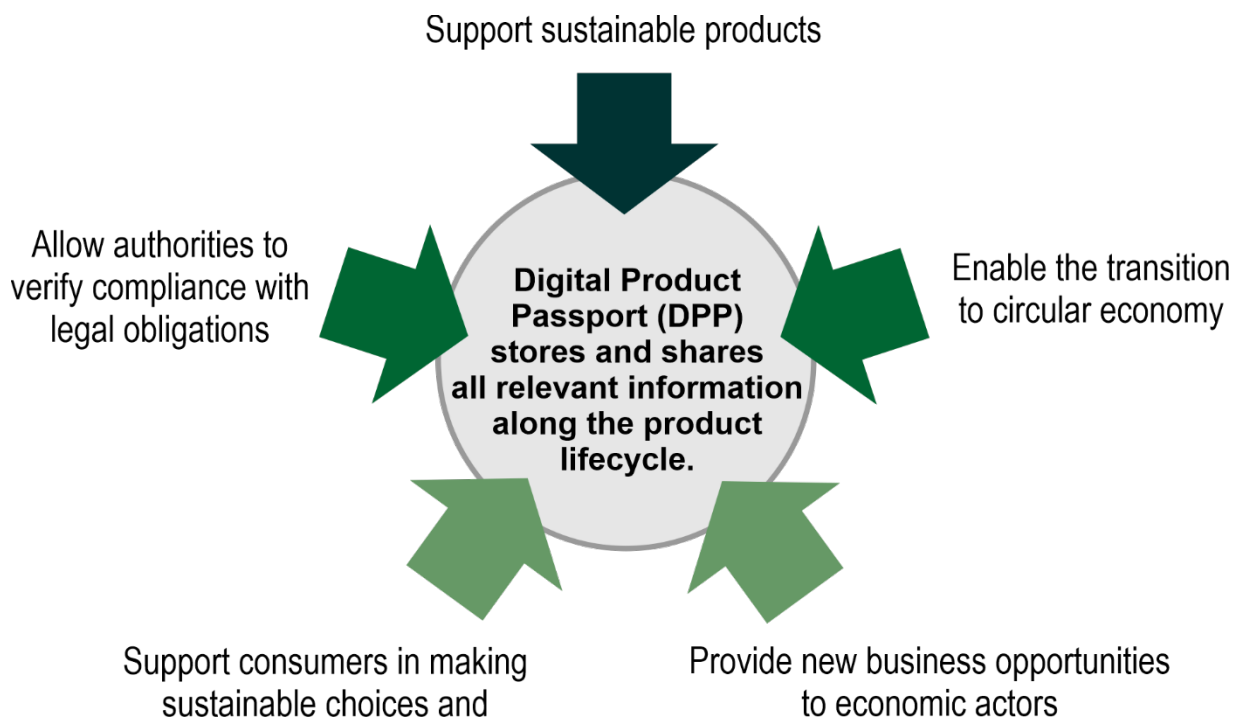 Support sustainable products
Allow authorities to
verify compliance with
legal obligations
Digital Product
Passport (DPP)
stores and shares
all relevant information
along the product
lifecycle.
Enable the transition
to circular economy
Support consumers in making
sustainable choices and
Provide new business opportunities
to economic actors